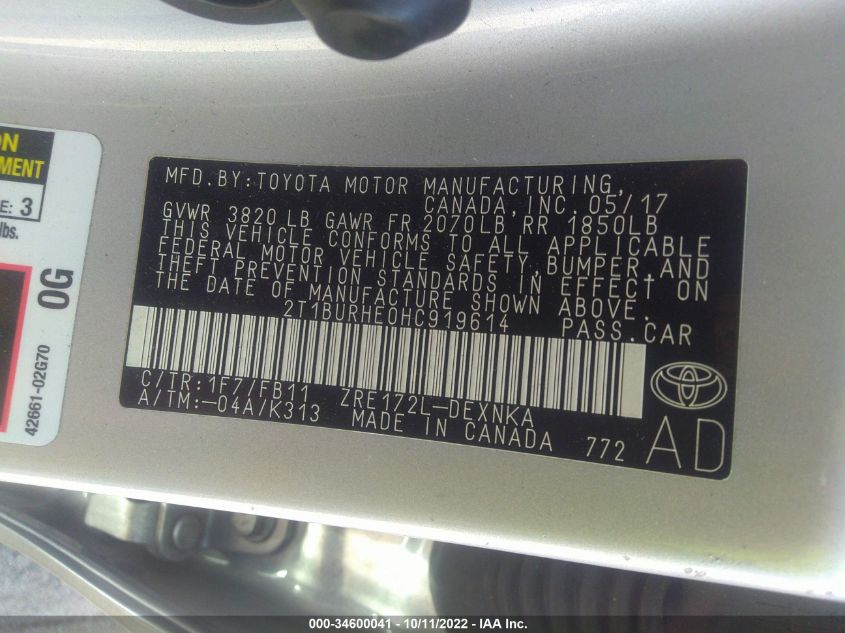 ON
MENT
E: 3
lbs.
0G
42661-02G70
MFD.BY:TOYOTA MOTOR MANUFACTURING,
CANADA,INC.05/17
GVWR 3820LB GAWR FR 2070LB,RR 1850LB
THIS VEHICLE CONFORMS TO ALL APPLICABLE
FEDERAL MOTOR VEHICLE SAFETY,BUMPER,AND
THEFT PREVENTION STANDARDS IN EFFECT ON
THE DATE OF MANUFACTURE SHOWN ABOVE.
2T1BURHE0HC919614 PASS.CAR
C/TR:1F7/FB11 ZRE172L-DEXNKA
A/TM:-04A/K313 MADE IN CANADA 772
AD
000-34600041 - 10/11/2022 - IAA Inc.